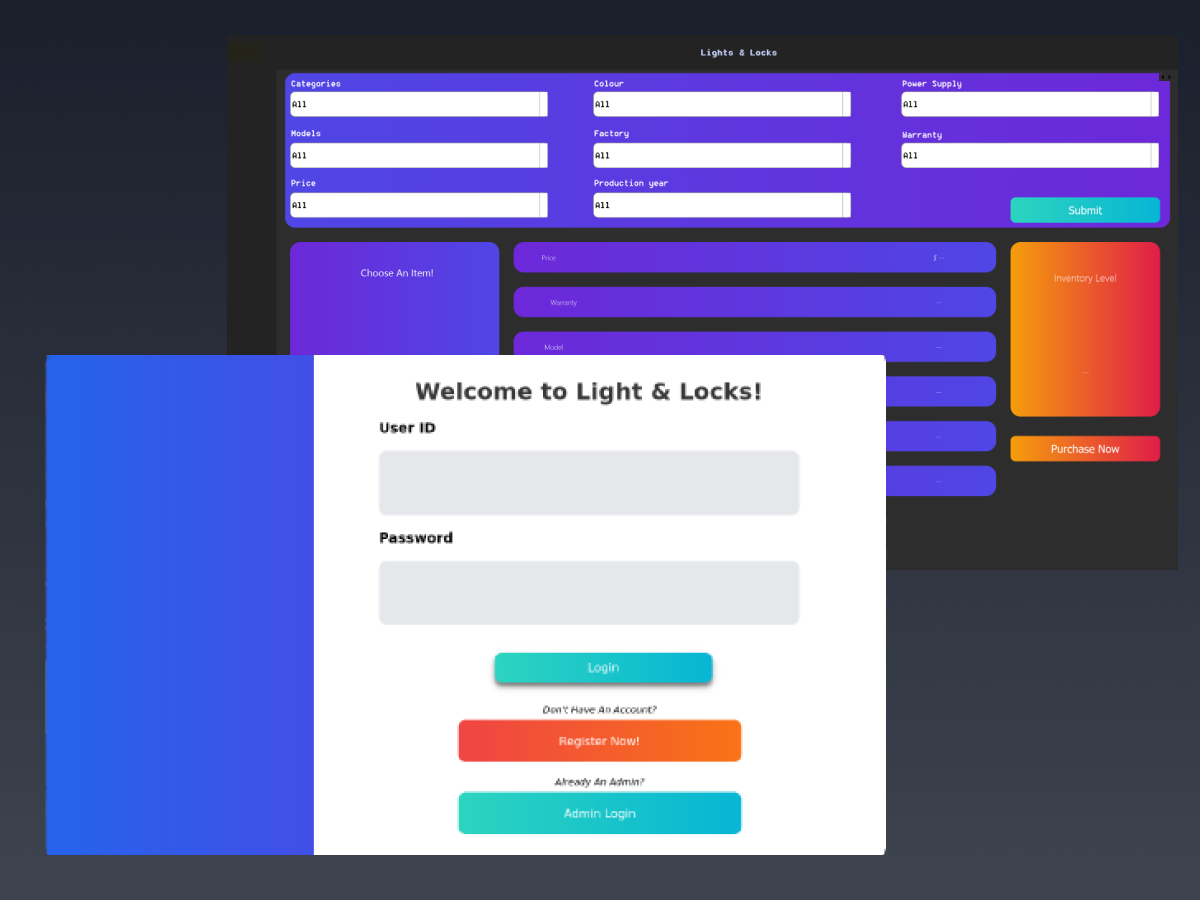 Lights & Locks
Categories
Colour
Power Supply
All
All
All
Models
Factory
Warranty
All
All
All
Price
Production year
All
All
Submit
Choose An Item!
Price
$ --
Inventory Level
Warranty
--
Model
--
--
--
--
--
Purchase Now
Welcome to Light & Locks!
User ID
Password
Login
Don't Have An Account?
Register Now!
Already An Admin?
Admin Login